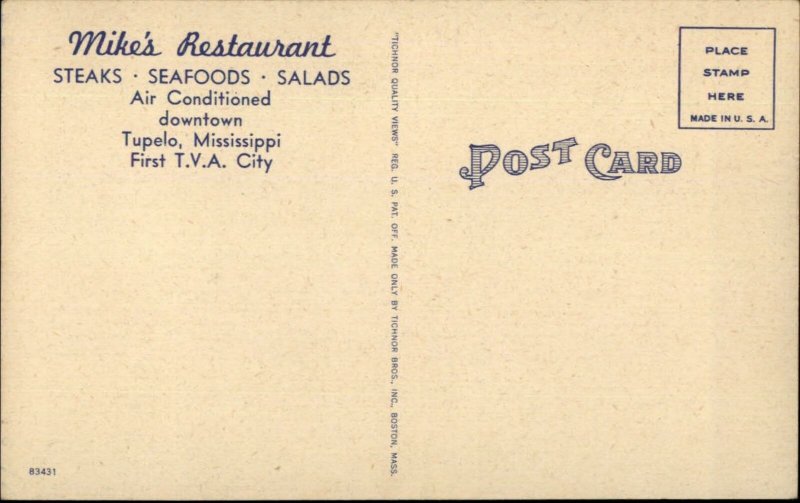 Mike's Restaurant
STEAKS · SEAFOODS · SALADS
Air Conditioned
downtown
Tupelo, Mississippi
First T.V.A. City
"TICHNOR QUALITY VIEWS" REG. U. S. PAT. OFF. MADE ONLY BY TICHNOR BROS., INC., BOSTON, MASS.
PLACE
STAMP
HERE
MADE IN U. S. A.
POST CARD
83431